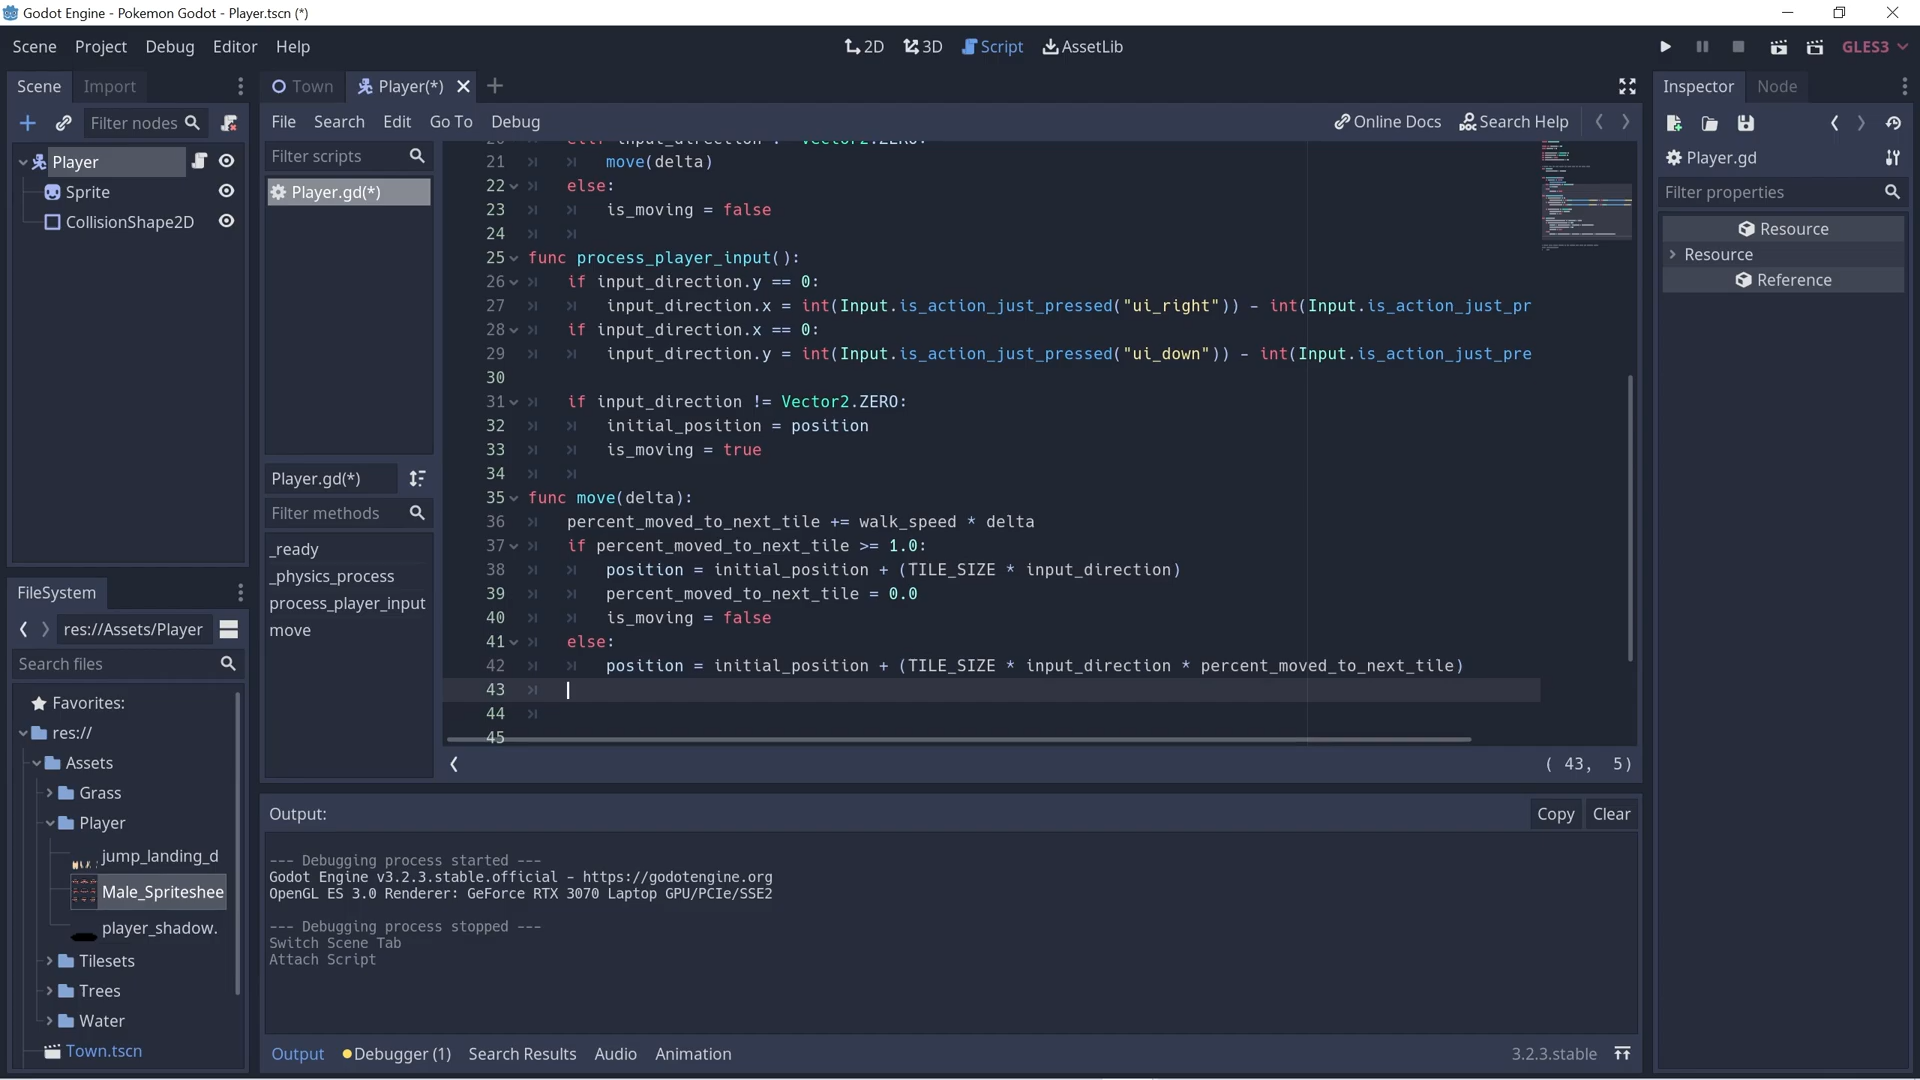 Godot Engine - Pokemon Godot - Player.tscn (*)
Scene Project Debug Editor Help
2D 3D Script AssetLib
GLES3
Scene Import
Filter nodes
Player
Sprite
CollisionShape2D
FileSystem
res://Assets/Player
Search files
Favorites:
res://
Assets
Grass
Player
jump_landing_d
Male_Spriteshee
player_shadow.
Tilesets
Trees
Water
Town.tscn
Town Player(*)
File Search Edit Go To Debug
Online Docs Search Help
Filter scripts
Player.gd(*)
Player.gd(*)
Filter methods
_ready
_physics_process
process_player_input
move
21 move(delta)
22 else:
23 is_moving = false
24
25 func process_player_input():
26 if input_direction.y == 0:
27 input_direction.x = int(Input.is_action_just_pressed("ui_right")) - int(Input.is_action_just_pr
28 if input_direction.x == 0:
29 input_direction.y = int(Input.is_action_just_pressed("ui_down")) - int(Input.is_action_just_pre
30
31 if input_direction != Vector2.ZERO:
32 initial_position = position
33 is_moving = true
34
35 func move(delta):
36 percent_moved_to_next_tile += walk_speed * delta
37 if percent_moved_to_next_tile >= 1.0:
38 position = initial_position + (TILE_SIZE * input_direction)
39 percent_moved_to_next_tile = 0.0
40 is_moving = false
41 else:
42 position = initial_position + (TILE_SIZE * input_direction * percent_moved_to_next_tile)
43
44
45
( 43, 5)
Output:
Copy Clear
--- Debugging process started ---
Godot Engine v3.2.3.stable.official - https://godotengine.org
OpenGL ES 3.0 Renderer: GeForce RTX 3070 Laptop GPU/PCIe/SSE2
--- Debugging process stopped ---
Switch Scene Tab
Attach Script
Output Debugger (1) Search Results Audio Animation
3.2.3.stable
Inspector Node
Player.gd
Filter properties
Resource
Resource
Reference